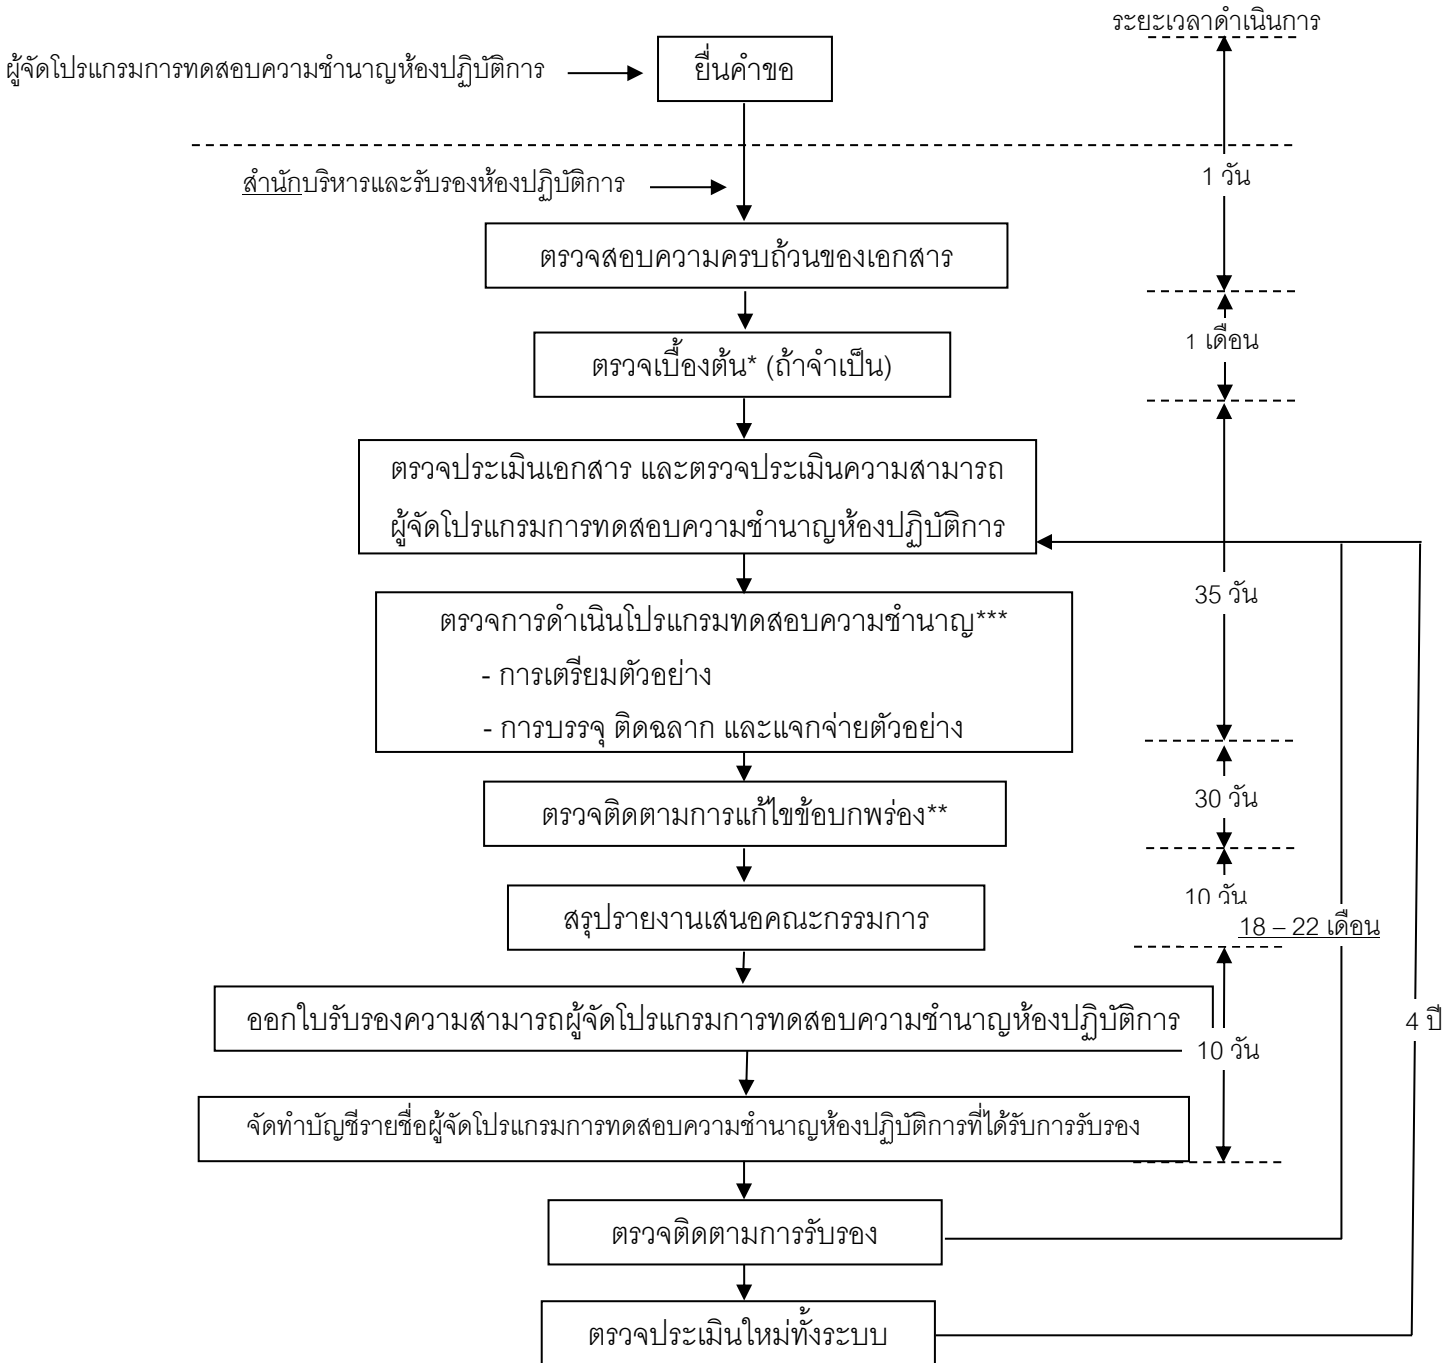 ระยะเวลาดำเนินการ
ผู้จัดโปรแกรมการทดสอบความชำนาญห้องปฏิบัติการ
ยื่นคำขอ
สำนักบริหารและรับรองห้องปฏิบัติการ
1 วัน
ตรวจสอบความครบถ้วนของเอกสาร
1 เดือน
ตรวจเบื้องต้น* (ถ้าจำเป็น)
ตรวจประเมินเอกสาร และตรวจประเมินความสามารถ
ผู้จัดโปรแกรมการทดสอบความชำนาญห้องปฏิบัติการ
35 วัน
ตรวจการดำเนินโปรแกรมทดสอบความชำนาญ***
- การเตรียมตัวอย่าง
- การบรรจุ ติดฉลาก และแจกจ่ายตัวอย่าง
30 วัน
ตรวจติดตามการแก้ไขข้อบกพร่อง**
10 วัน
สรุปรายงานเสนอคณะกรรมการ
18 – 22 เดือน
ออกใบรับรองความสามารถผู้จัดโปรแกรมการทดสอบความชำนาญห้องปฏิบัติการ
4 ปี
10 วัน
จัดทำบัญชีรายชื่อผู้จัดโปรแกรมการทดสอบความชำนาญห้องปฏิบัติการที่ได้รับการรับรอง
ตรวจติดตามการรับรอง
ตรวจประเมินใหม่ทั้งระบบ